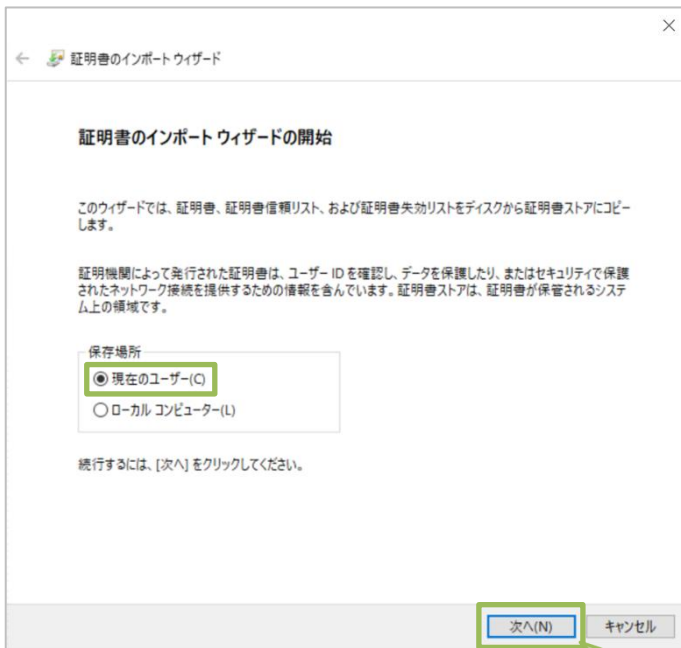 証明書のインポート ウィザード
証明書のインポート ウィザードの開始
このウィザードでは、証明書、証明書信頼リスト、および証明書失効リストをディスクから証明書ストアにコピー
します。
証明機関によって発行された証明書は、ユーザー ID を確認し、データを保護したり、またはセキュリティで保護
されたネットワーク接続を提供するための情報を含んでいます。証明書ストアは、証明書が保管されるシステ
ム上の領域です。
保存場所
現在のユーザー(C)
ローカル コンピューター(L)
続行するには、[次へ] をクリックしてください。
次へ(N) キャンセル